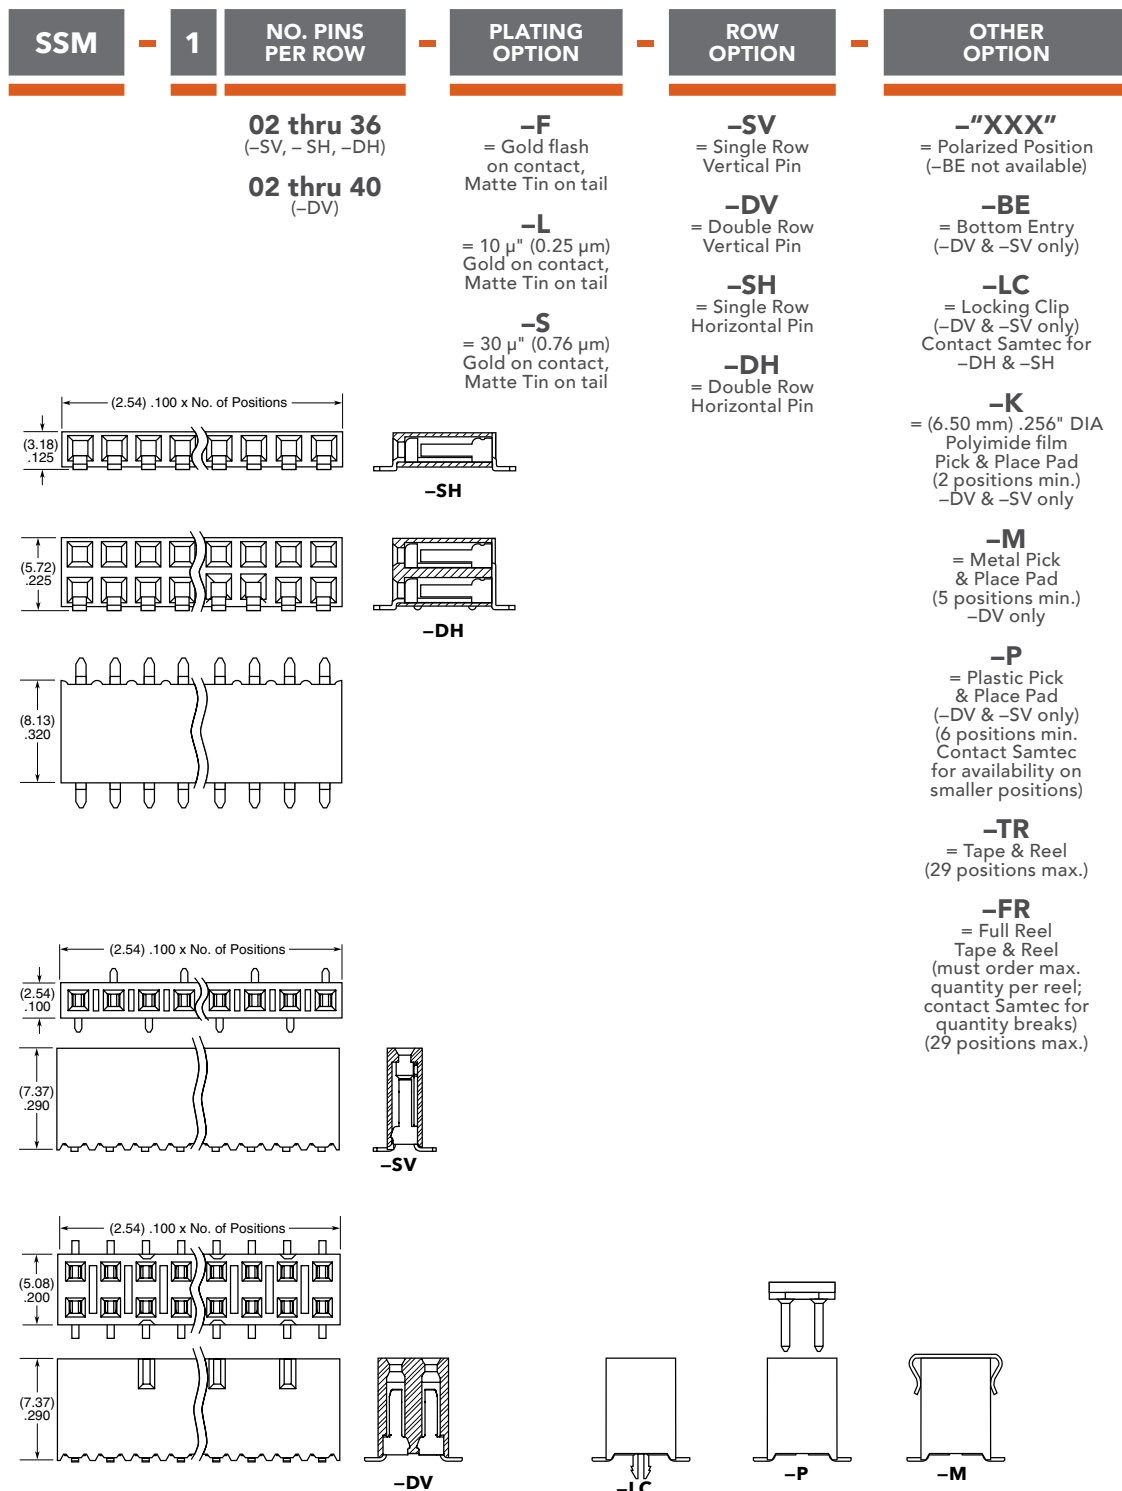 SSM - 1 NO. PINS PER ROW - PLATING OPTION - ROW OPTION - OTHER OPTION
02 thru 36
(–SV, – SH, –DH)
02 thru 40
(–DV)
–F
= Gold flash
on contact,
Matte Tin on tail
–L
= 10 µ" (0.25 µm)
Gold on contact,
Matte Tin on tail
–S
= 30 µ" (0.76 µm)
Gold on contact,
Matte Tin on tail
–SV
= Single Row
Vertical Pin
–DV
= Double Row
Vertical Pin
–SH
= Single Row
Horizontal Pin
–DH
= Double Row
Horizontal Pin
–"XXX"
= Polarized Position
(–BE not available)
–BE
= Bottom Entry
(–DV & –SV only)
–LC
= Locking Clip
(–DV & –SV only)
Contact Samtec for
–DH & –SH
–K
= (6.50 mm) .256" DIA
Polyimide film
Pick & Place Pad
(2 positions min.)
–DV & –SV only
–M
= Metal Pick
& Place Pad
(5 positions min.)
–DV only
–P
= Plastic Pick
& Place Pad
(–DV & –SV only)
(6 positions min.
Contact Samtec
for availability on
smaller positions)
–TR
= Tape & Reel
(29 positions max.)
–FR
= Full Reel
Tape & Reel
(must order max.
quantity per reel;
contact Samtec for
quantity breaks)
(29 positions max.)
(2.54) .100 x No. of Positions
(3.18)
.125
–SH
(5.72)
.225
–DH
(8.13)
.320
(2.54) .100 x No. of Positions
(2.54)
.100
(7.37)
.290
–SV
(2.54) .100 x No. of Positions
(5.08)
.200
(7.37)
.290
–DV
–LC
–P
–M